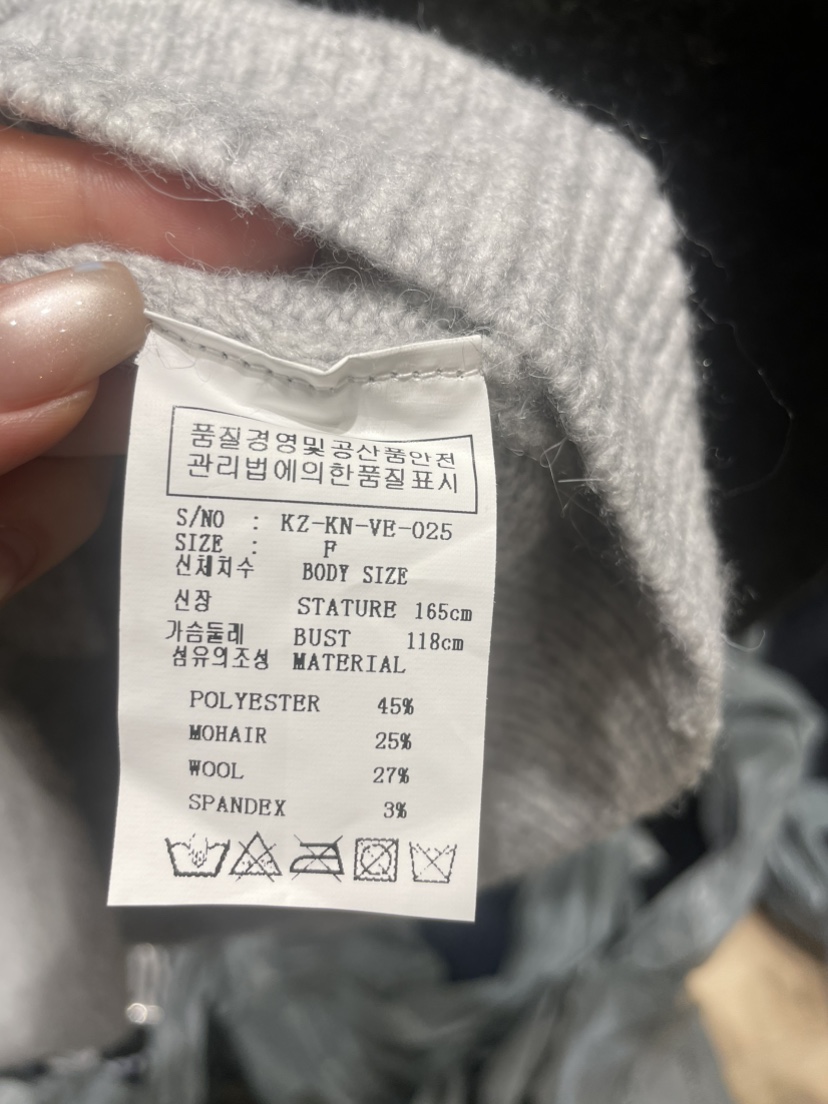 품질경영및공산품안전
관리법에의한품질표시
S/NO : KZ-KN-VE-025
SIZE : F
신체치수 BODY SIZE
신장 STATURE 165cm
가슴둘레 BUST 118cm
섬유의조성 MATERIAL
POLYESTER 45%
MOHAIR 25%
WOOL 27%
SPANDEX 3%